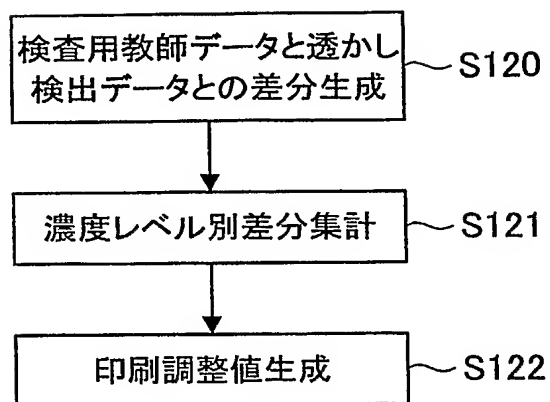 検査用教師データと透かし
検出データとの差分生成
S120
濃度レベル別差分集計
S121
印刷調整値生成
S122